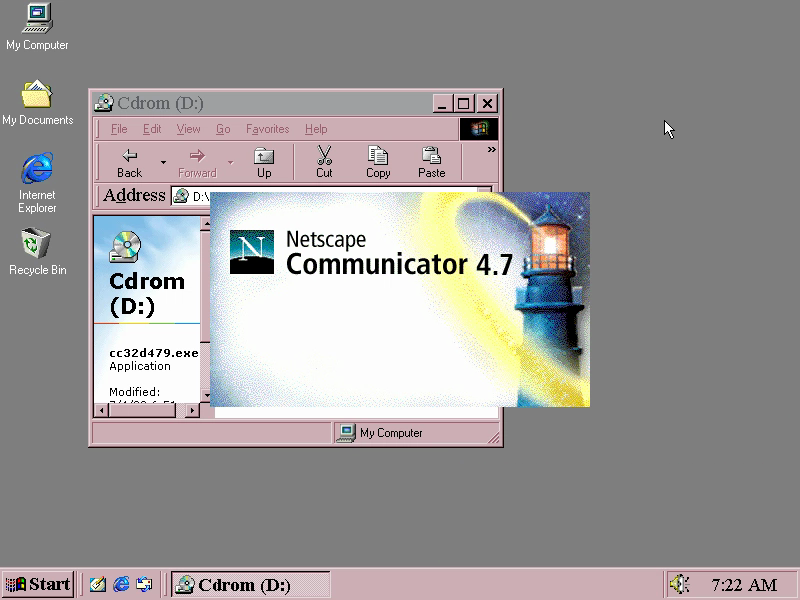 My Computer
My Documents
Internet
Explorer
Recycle Bin
Cdrom (D:)
File Edit View Go Favorites Help
Back Forward Up Cut Copy Paste »
Address D:\
Cdrom
(D:)
cc32d479.exe
Application
Modified:
N
Netscape
Communicator 4.7
My Computer
Start Cdrom (D:) 7:22 AM